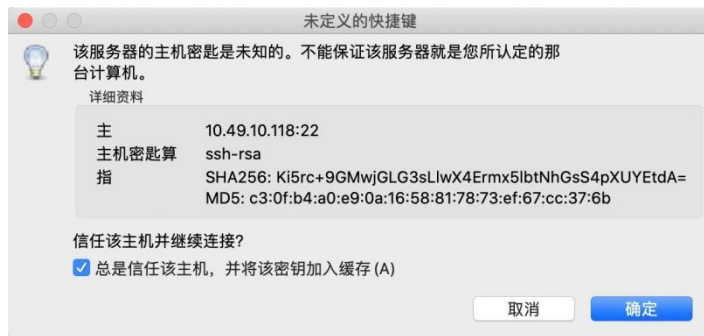 未定义的快捷键
该服务器的主机密匙是未知的。不能保证该服务器就是您所认定的那
台计算机。
详细资料
主 10.49.10.118:22
主机密匙算 ssh-rsa
指 SHA256: Ki5rc+9GMwjGLG3sLlwX4Ermx5lbtNhGsS4pXUYEtdA=
MD5: c3:0f:b4:a0:e9:0a:16:58:81:78:73:ef:67:cc:37:6b
信任该主机并继续连接?
总是信任该主机，并将该密钥加入缓存(A)
取消 确定